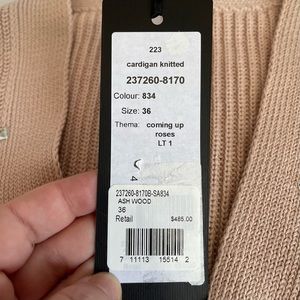 223
cardigan knitted
237260-8170
Colour: 834
Size: 36
Thema: coming up
roses
LT 1
237260-8170B-SA834
ASH WOOD
36
Retail $485.00
7 11113 15514 2